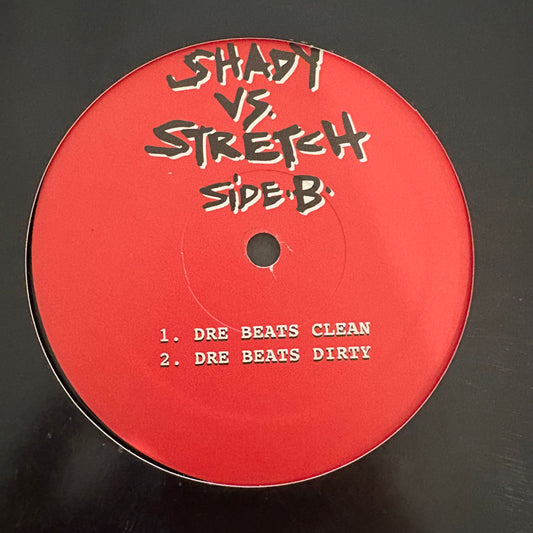 SHADY
VS.
STRETCH
SiDE·B·
1. DRE BEATS CLEAN
2. DRE BEATS DIRTY